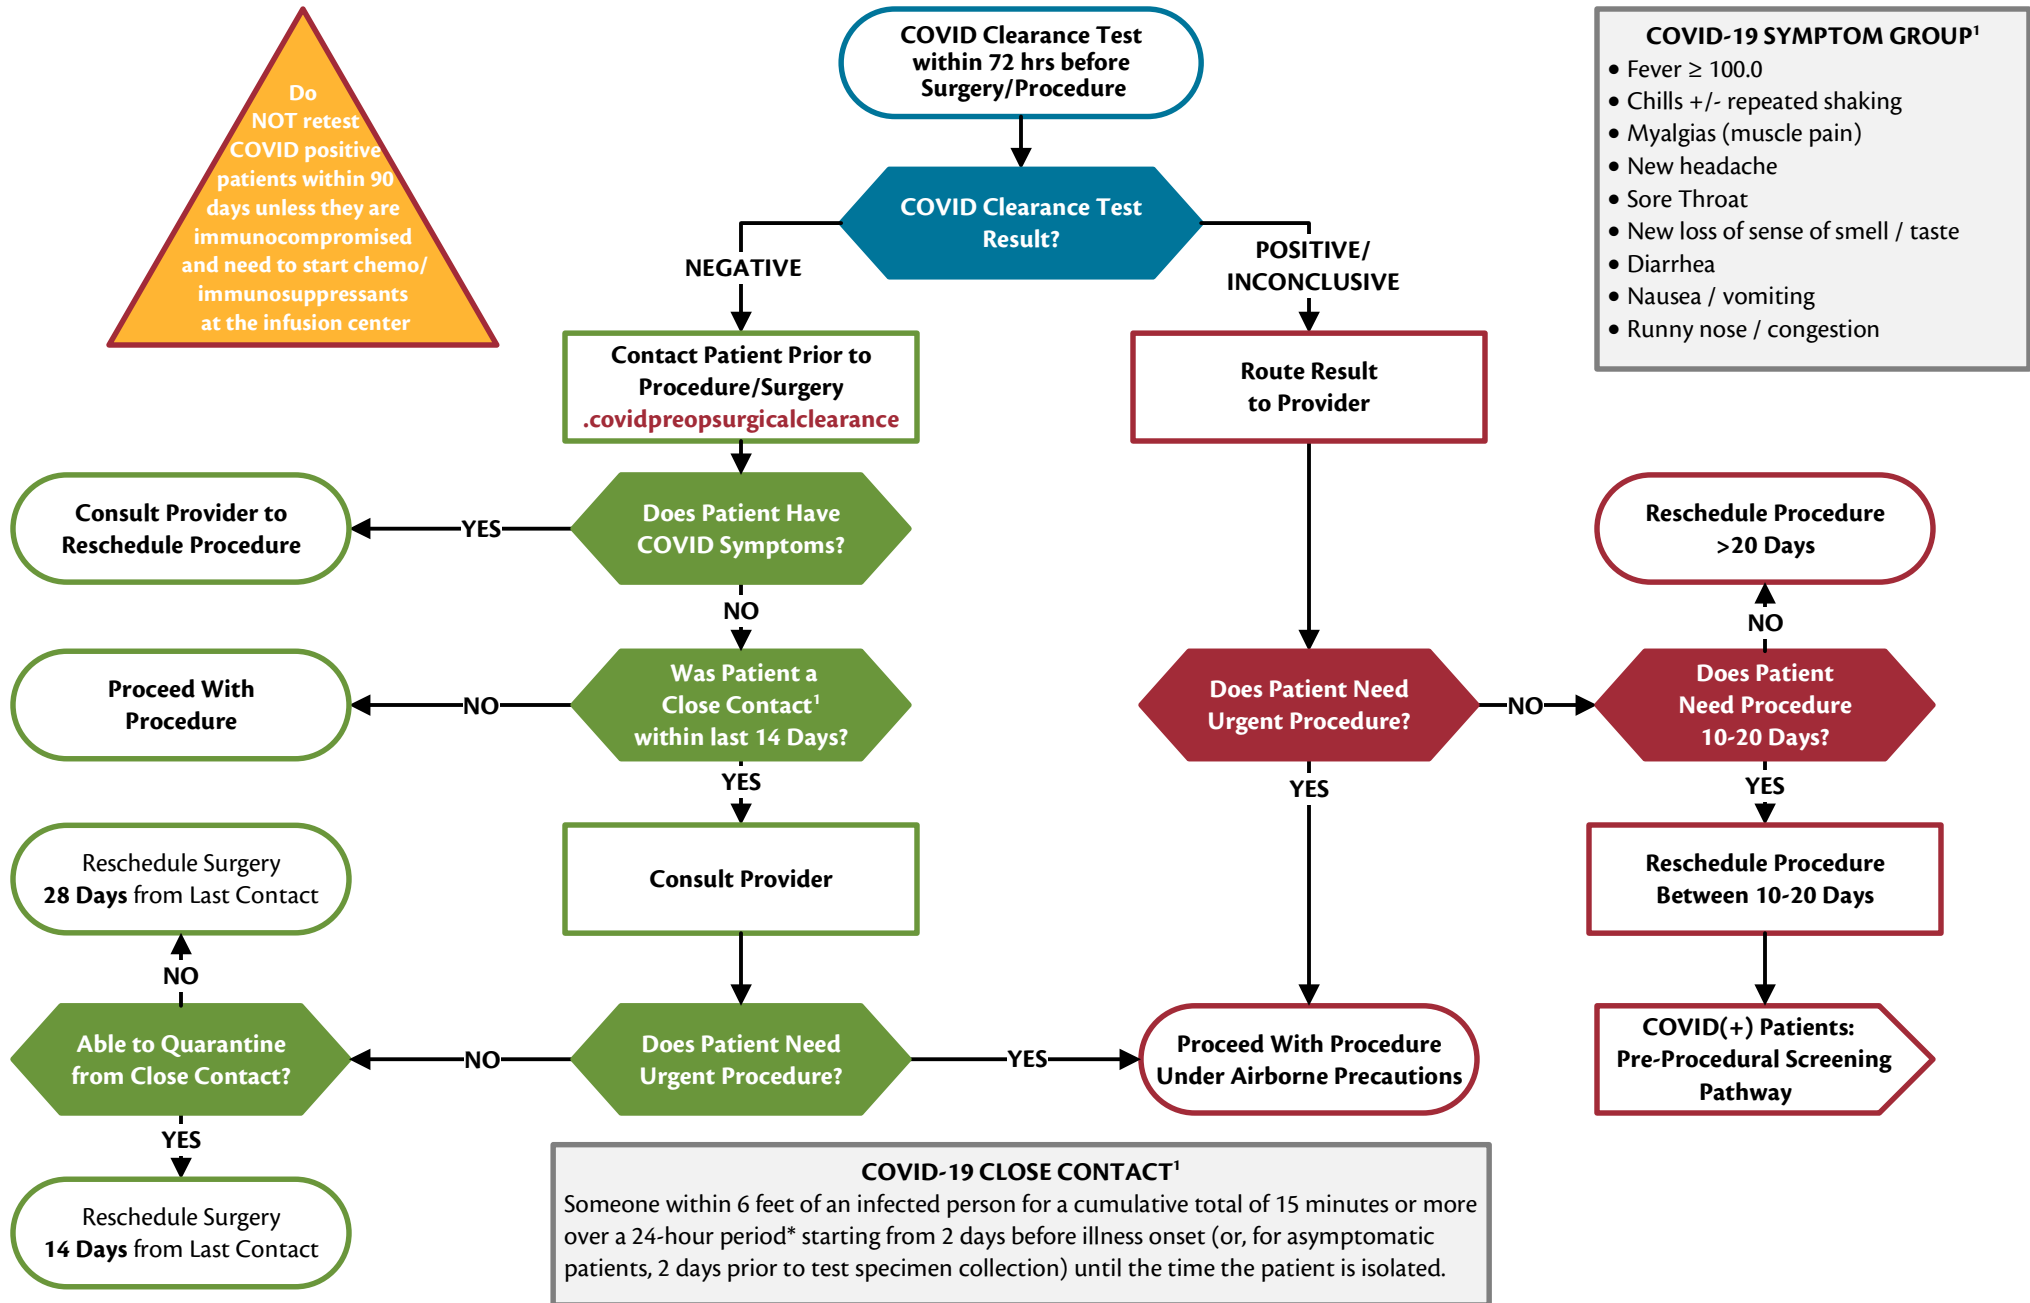 Do
NOT retest
COVID positive
patients within 90
days unless they are
immunocompromised
and need to start chemo/
immunosuppressants
at the infusion center
COVID Clearance Test
within 72 hrs before
Surgery/Procedure
COVID-19 SYMPTOM GROUP¹
• Fever ≥ 100.0
• Chills +/- repeated shaking
• Myalgias (muscle pain)
• New headache
• Sore Throat
• New loss of sense of smell / taste
• Diarrhea
• Nausea / vomiting
• Runny nose / congestion
COVID Clearance Test
Result?
NEGATIVE
POSITIVE/
INCONCLUSIVE
Contact Patient Prior to
Procedure/Surgery
.covidpreopsurgicalclearance
Route Result
to Provider
Consult Provider to
Reschedule Procedure
YES
Does Patient Have
COVID Symptoms?
Reschedule Procedure
>20 Days
NO
NO
Proceed With
Procedure
NO
Was Patient a
Close Contact¹
within last 14 Days?
Does Patient Need
Urgent Procedure?
NO
Does Patient
Need Procedure
10-20 Days?
YES
YES
YES
Reschedule Surgery
28 Days from Last Contact
Consult Provider
Reschedule Procedure
Between 10-20 Days
NO
Able to Quarantine
from Close Contact?
NO
Does Patient Need
Urgent Procedure?
YES
Proceed With Procedure
Under Airborne Precautions
COVID(+) Patients:
Pre-Procedural Screening
Pathway
YES
Reschedule Surgery
14 Days from Last Contact
COVID-19 CLOSE CONTACT¹
Someone within 6 feet of an infected person for a cumulative total of 15 minutes or more
over a 24-hour period* starting from 2 days before illness onset (or, for asymptomatic
patients, 2 days prior to test specimen collection) until the time the patient is isolated.